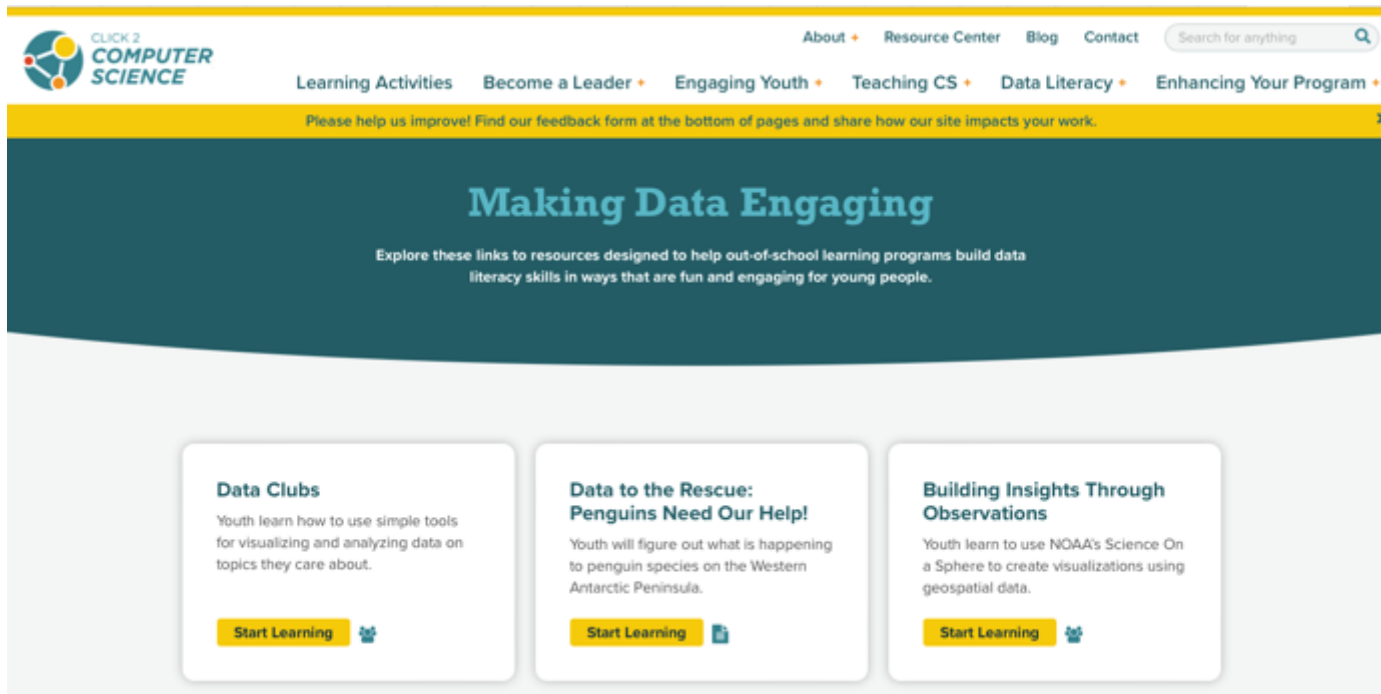 CLICK 2
COMPUTER
SCIENCE
About +
Resource Center
Blog
Contact
Search for anything
Learning Activities
Become a Leader +
Engaging Youth +
Teaching CS +
Data Literacy +
Enhancing Your Program +
Please help us improve! Find our feedback form at the bottom of pages and share how our site impacts your work.
Making Data Engaging
Explore these links to resources designed to help out-of-school learning programs build data
literacy skills in ways that are fun and engaging for young people.
Data Clubs
Youth learn how to use simple tools
for visualizing and analyzing data on
topics they care about.
Start Learning
Data to the Rescue:
Penguins Need Our Help!
Youth will figure out what is happening
to penguin species on the Western
Antarctic Peninsula.
Start Learning
Building Insights Through
Observations
Youth learn to use NOAA's Science On
a Sphere to create visualizations using
geospatial data.
Start Learning